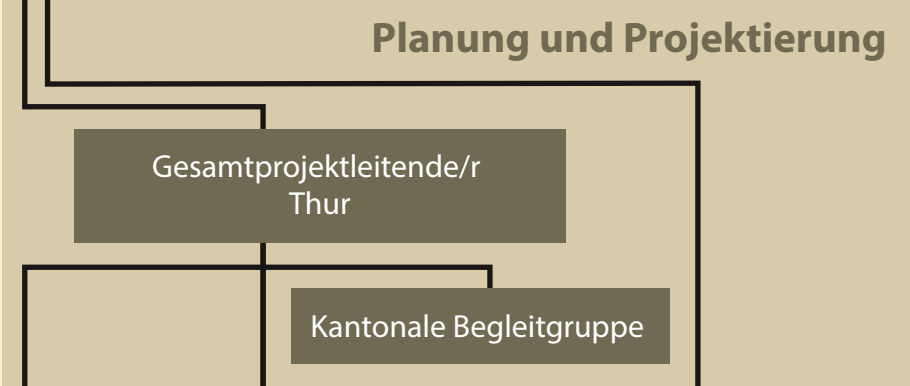 Planung und Projektierung
Gesamtprojektleitende/r
Thur
Kantonale Begleitgruppe